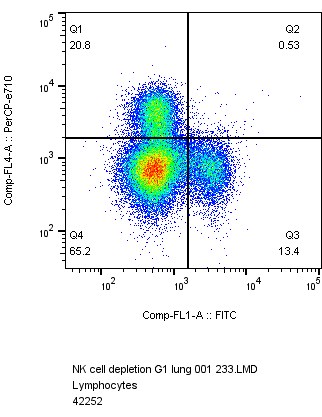 Q1
20.8
Q2
0.53
Q4
65.2
Q3
13.4
10^5
10^4
10^3
10^2
10^2
10^3
10^4
10^5
Comp-FL4-A :: PerCP-e710
Comp-FL1-A :: FITC
NK cell depletion G1 lung 001 233.LMD
Lymphocytes
42252